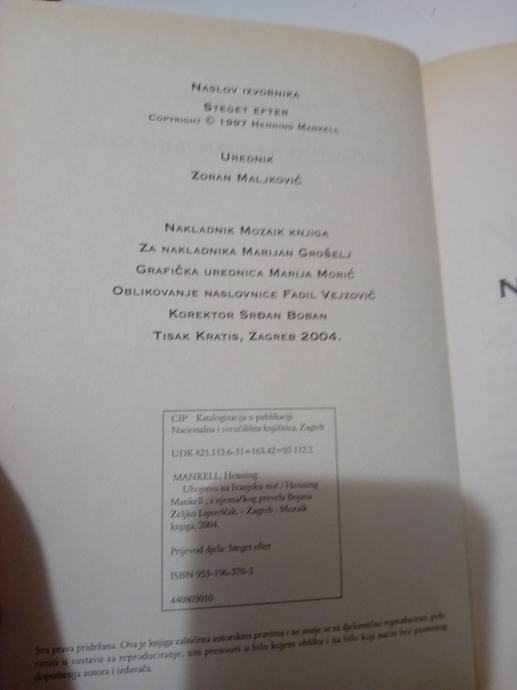 NASLOV IZVORNIKA
STEGET EFTER
COPYRIGHT © 1997 HENNING MANKELL
UREDNIK
ZORAN MALJKOVIĆ
NAKLADNIK MOZAIK KNJIGA
ZA NAKLADNIKA MARIJAN GROŠELJ
GRAFIČKA UREDNICA MARIJA MORIĆ
OBLIKOVANJE NASLOVNICE FADIL VEJZOVIĆ
KOREKTOR SRĐAN BOBAN
TISAK KRATIS, ZAGREB 2004.
CIP Katalogizacija u publikaciji
Nacionalna i sveučilišna knjižnica, Zagreb
UDK 821.113.6-31=163.42=03.112.2
MANKELL, Henning
Ubojstvo na Ivanjsku noć / Henning
Mankell ; s njemačkog prevela Bojana
Zeljko Lipovšćak. - Zagreb : Mozaik
knjiga, 2004.
Prijevod djela: Steget efter
ISBN 953-196-370-3
440803010
Sva prava pridržana. Ova je knjiga zaštićena autorskim pravima i ne smije se ni djelomično reproducirati, poh-
raniti u sustavu za reproduciranje, niti prenositi u bilo kojem obliku i na bilo koji način bez pismenog
dopuštenja autora i izdavača.
N